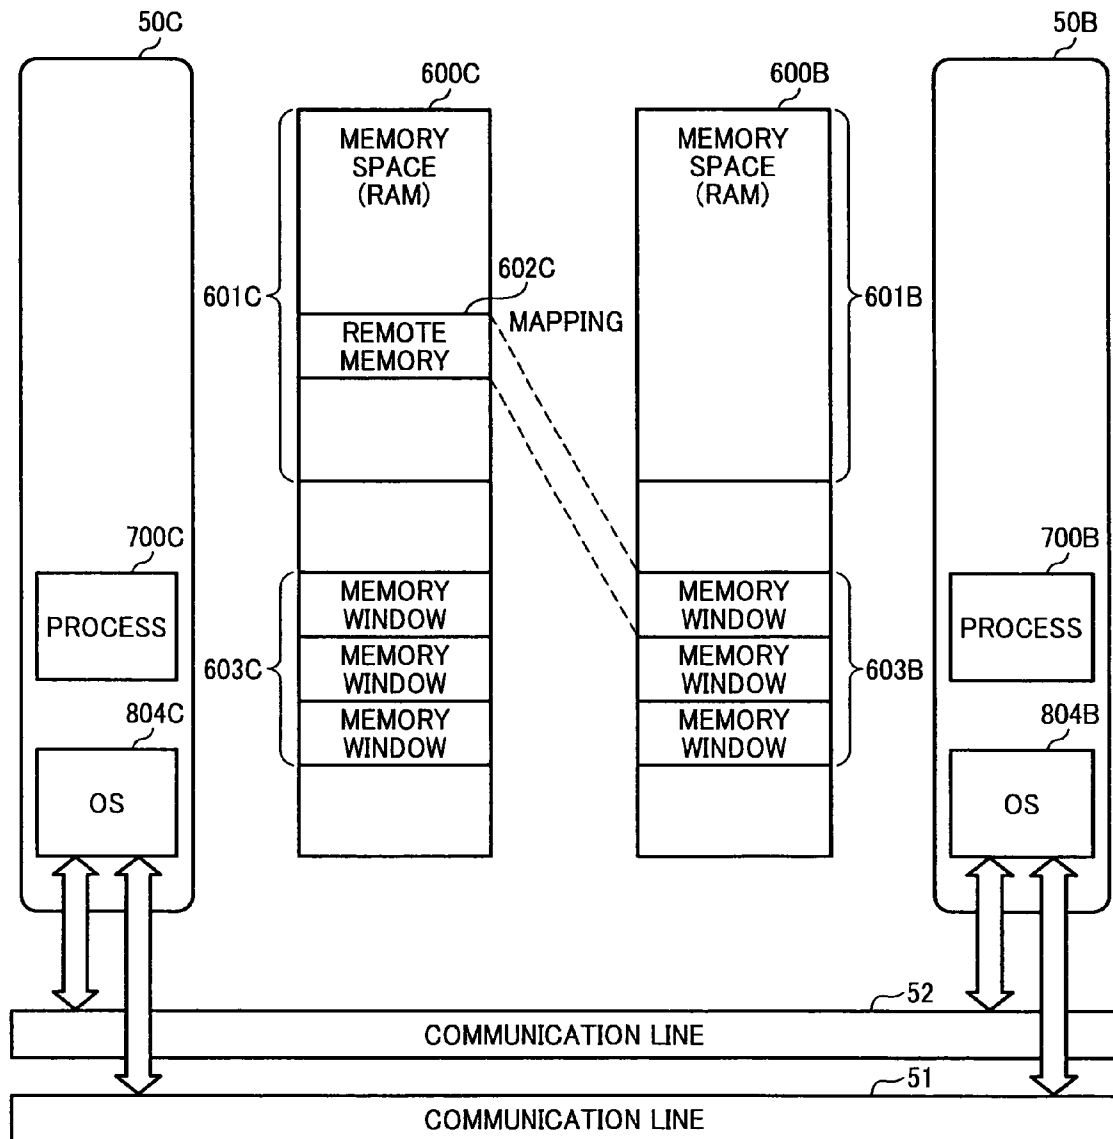 50C
50B
600C
600B
MEMORY
SPACE
(RAM)
MEMORY
SPACE
(RAM)
601C
602C
601B
REMOTE
MEMORY
MAPPING
700C
700B
PROCESS
MEMORY
WINDOW
MEMORY
WINDOW
PROCESS
603C
MEMORY
WINDOW
MEMORY
WINDOW
603B
804C
MEMORY
WINDOW
MEMORY
WINDOW
804B
OS
OS
52
COMMUNICATION LINE
51
COMMUNICATION LINE